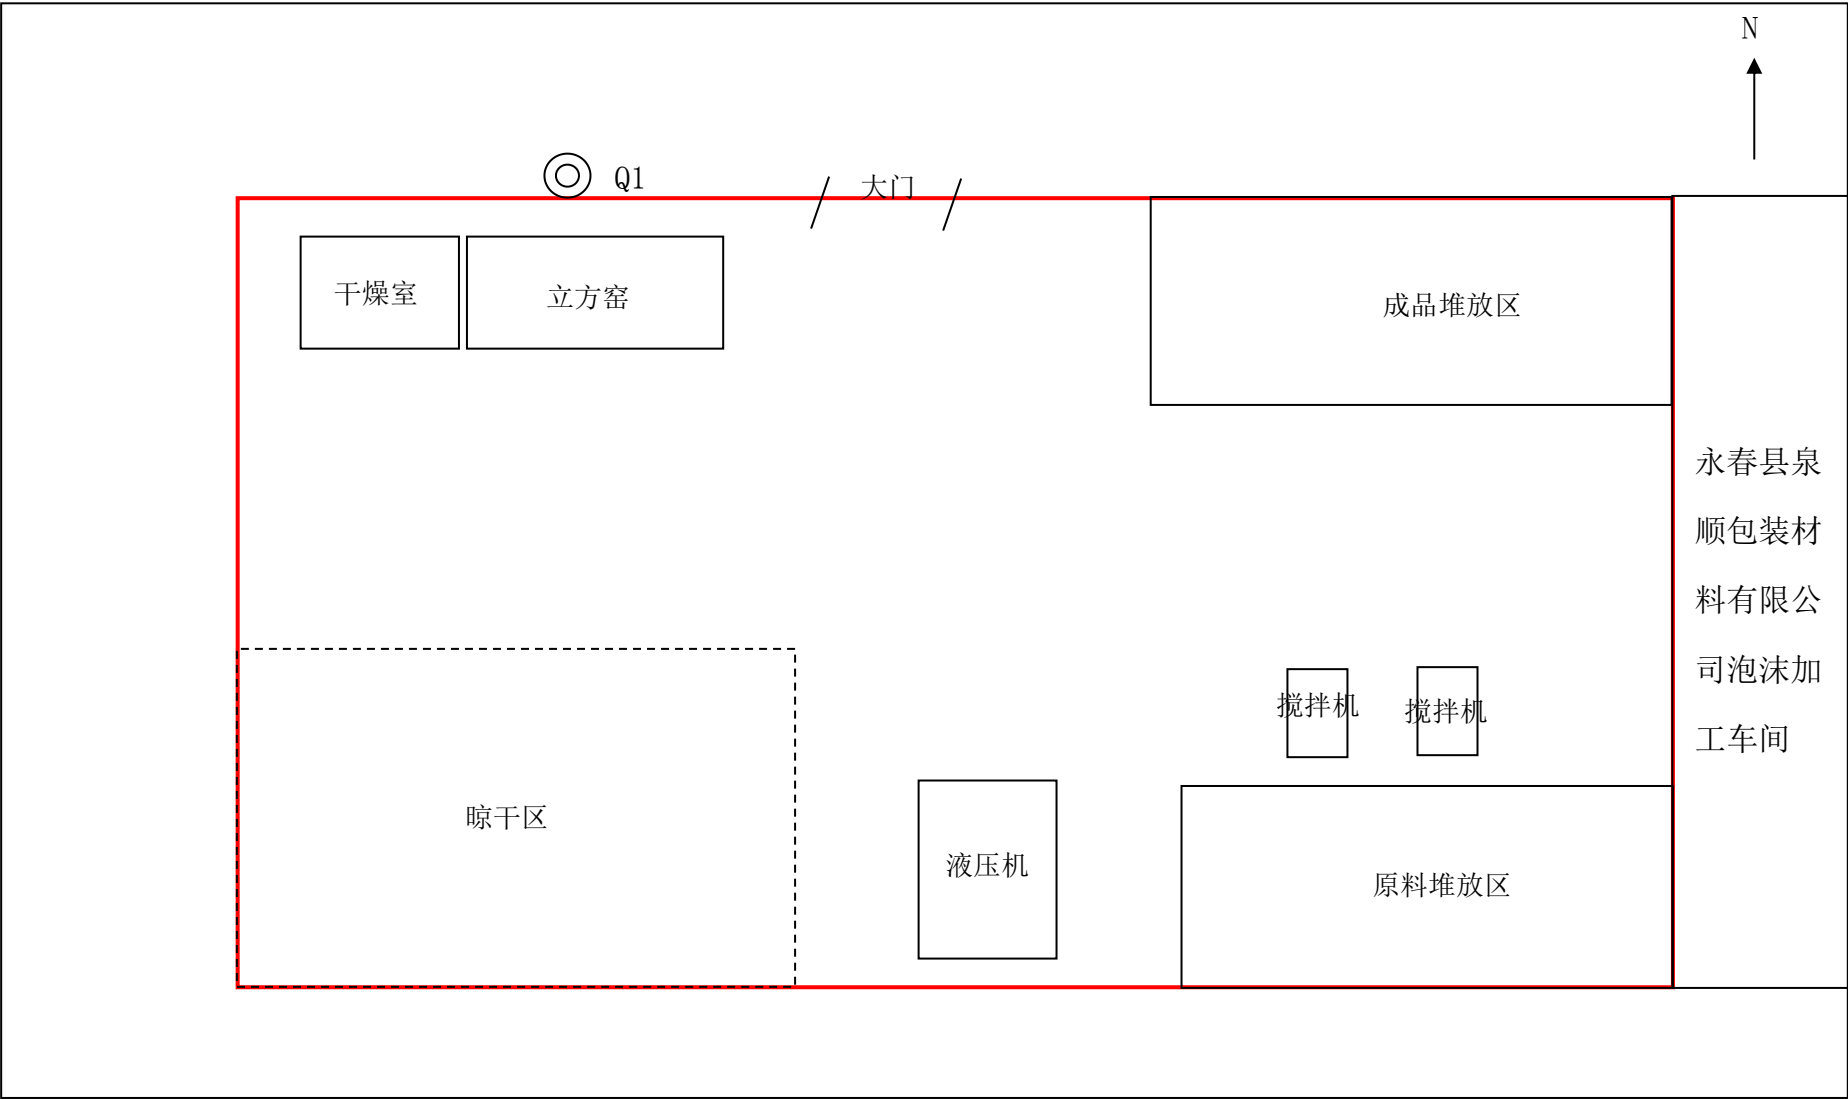 N
Q1
大门
干燥室
立方窑
成品堆放区
永春县泉
顺包装材
料有限公
司泡沫加
工车间
搅拌机
搅拌机
晾干区
液压机
原料堆放区